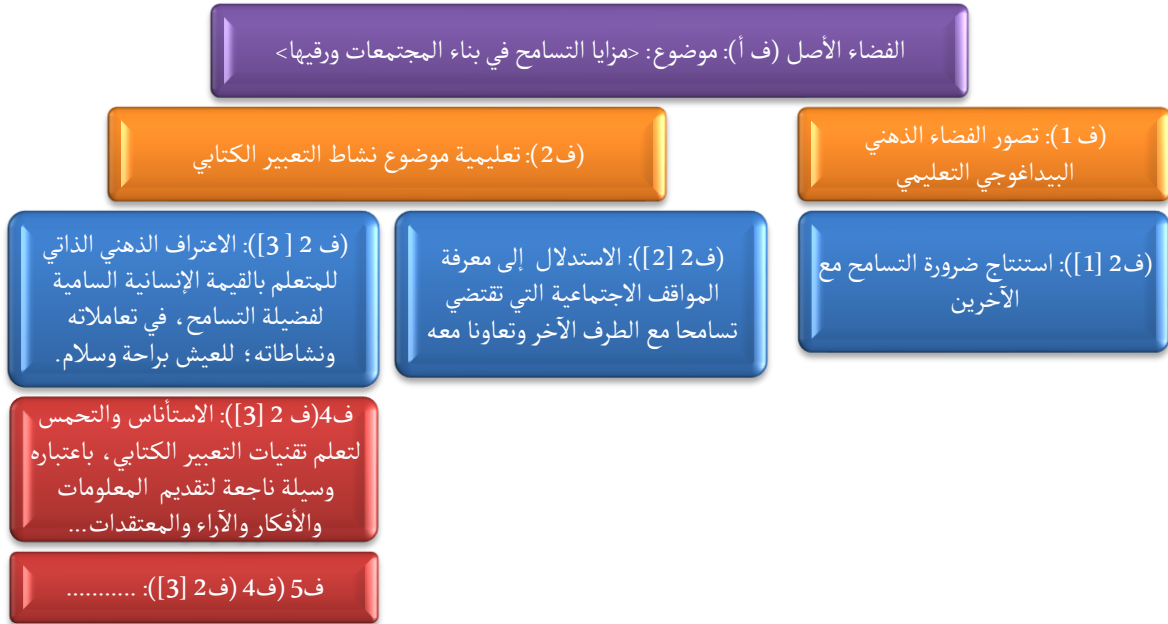 الفضاء الأصل (ف أ): موضوع: <مزايا التسامح في بناء المجتمعات ورقيها>
(ف 1): تصور الفضاء الذهني
البيداغوجي التعليمي
(ف2): تعليمية موضوع نشاط التعبير الكتابي
(ف2 [1]): استنتاج ضرورة التسامح مع
الآخرين
(ف2 [2]): الاستدلال إلى معرفة
المواقف الاجتماعية التي تقتضي
تسامحا مع الطرف الآخر وتعاونا معه
(ف 2 [ 3]): الاعتراف الذهني الذاتي
للمتعلم بالقيمة الإنسانية السامية
لفضيلة التسامح، في تعاملاته
ونشاطاته؛ للعيش براحة وسلام.
ف4(ف 2 [3]): الاستأناس والتحمس
لتعلم تقنيات التعبير الكتابي، باعتباره
وسيلة ناجعة لتقديم المعلومات
والأفكار والآراء والمعتقدات...
ف5 (ف4 (ف2 [3]): ...........